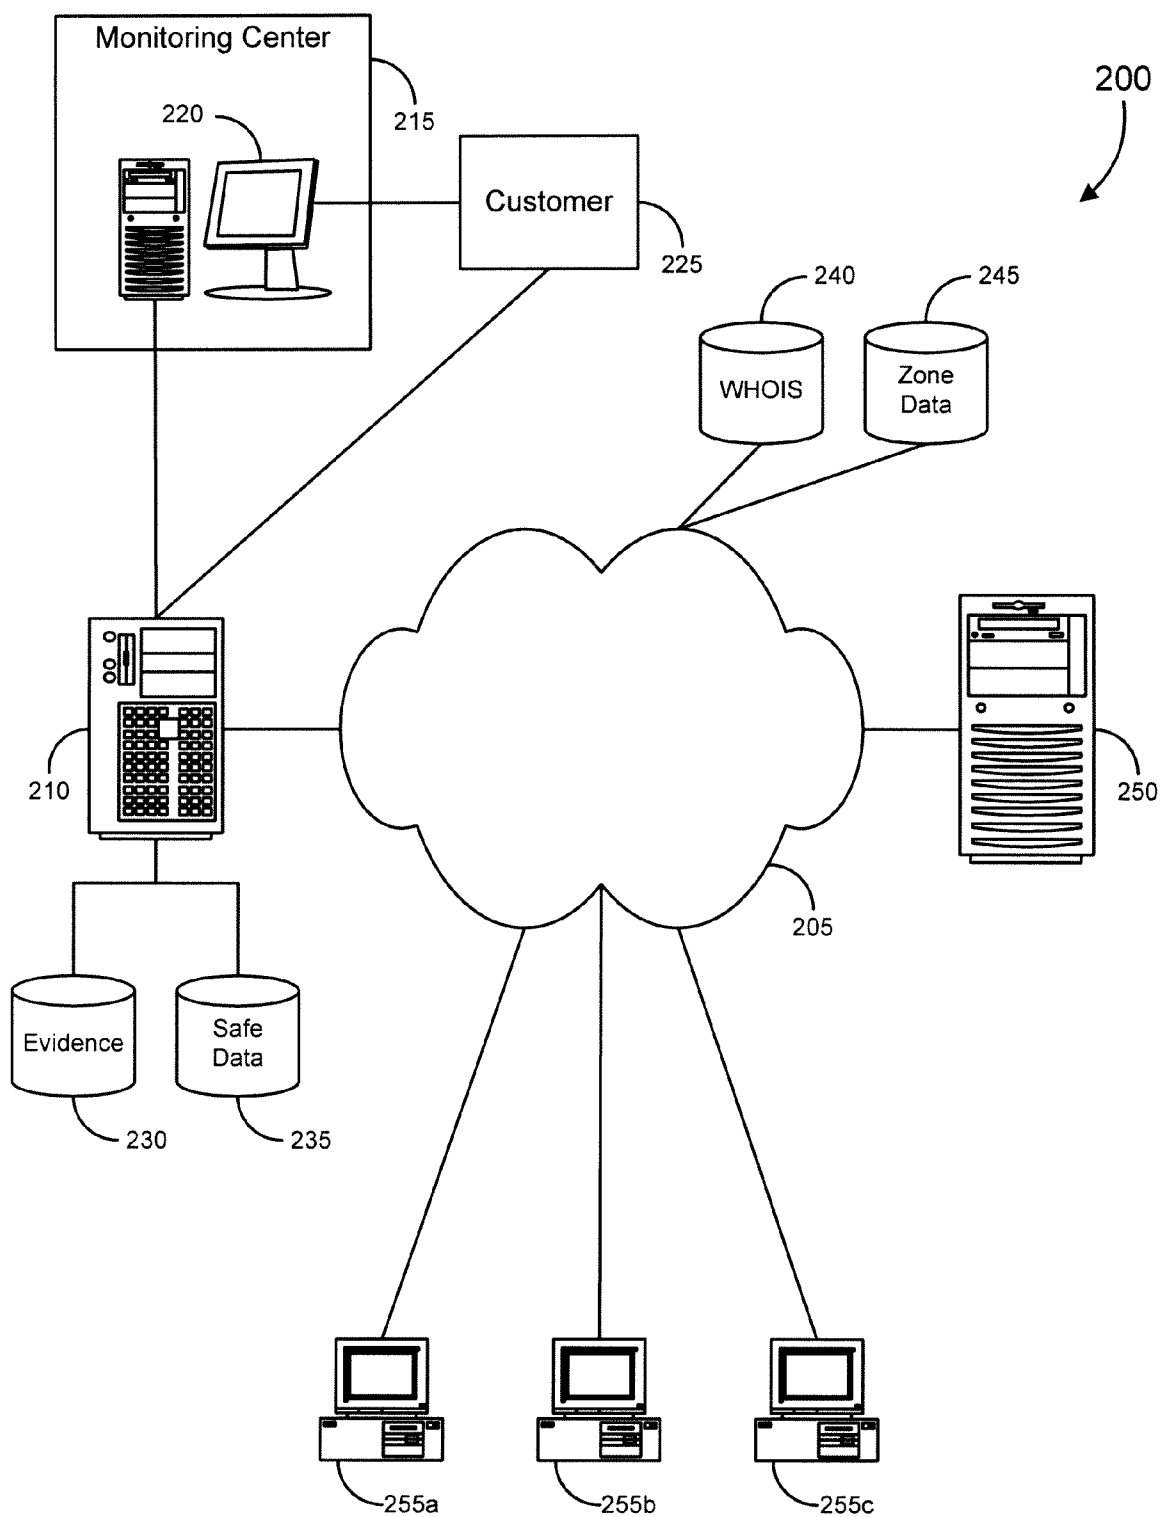 Monitoring Center
200
220
215
Customer
225
240
245
WHOIS
Zone
Data
210
250
205
Evidence
Safe
Data
230
235
255a
255b
255c